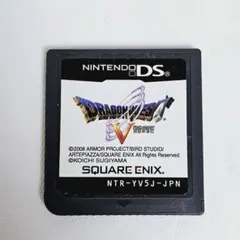 NINTENDO DS
DRAGON QUEST
V
©2008 ARMOR PROJECT/BIRD STUDIO/
ARTEPIAZZA/SQUARE ENIX All Rights Reserved.
©KOICHI SUGIYAMA
SQUARE ENIX.
NTR-YV5J-JPN